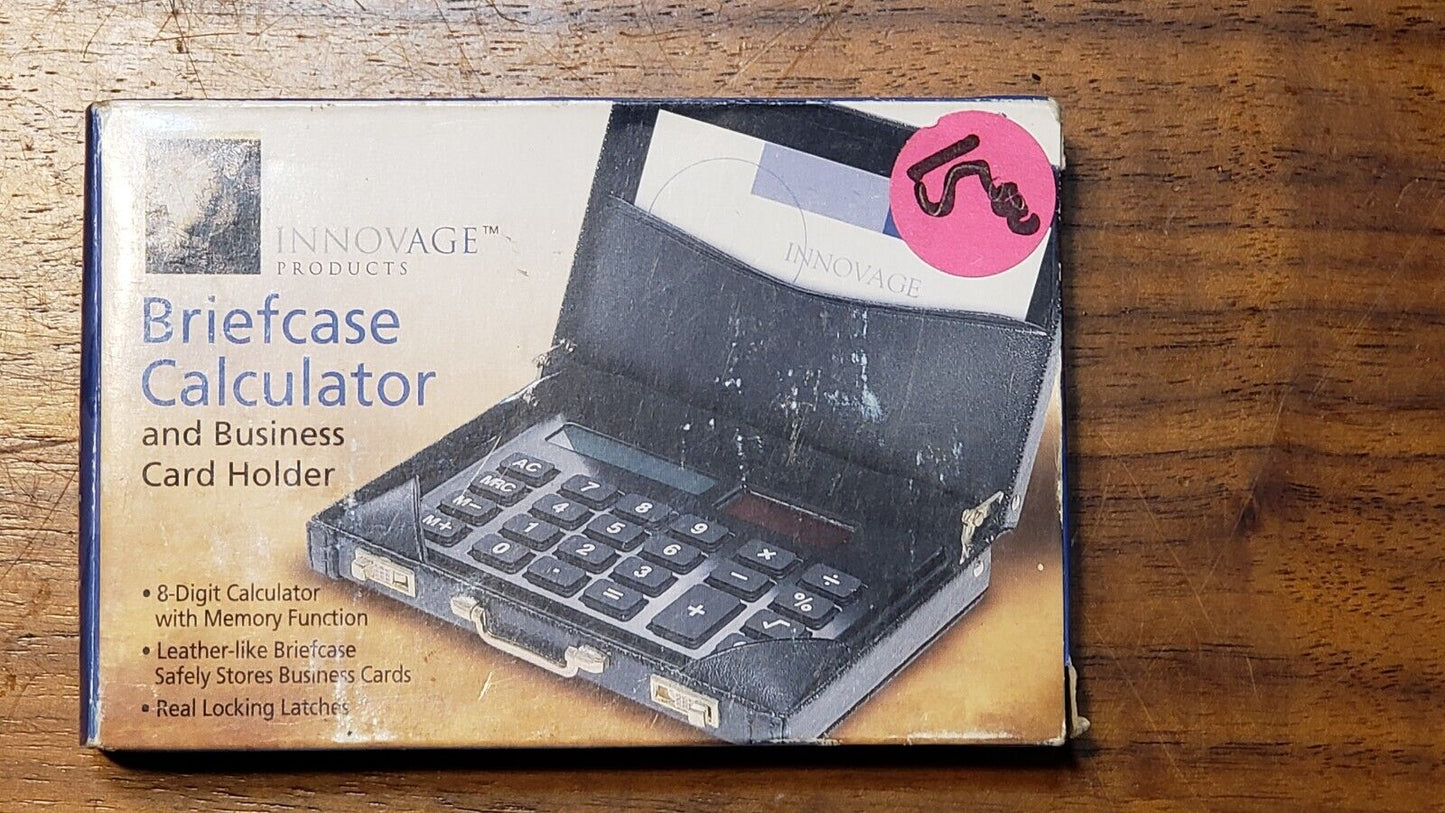 INNOVAGE™
PRODUCTS
Briefcase
Calculator
and Business
Card Holder
• 8-Digit Calculator
with Memory Function
• Leather-like Briefcase
Safely Stores Business Cards
• Real Locking Latches
INNOVAGE
AC
MRC 7 8 9 × ÷
M− 4 5 6 − %
M+ 1 2 3 + √
0 . =